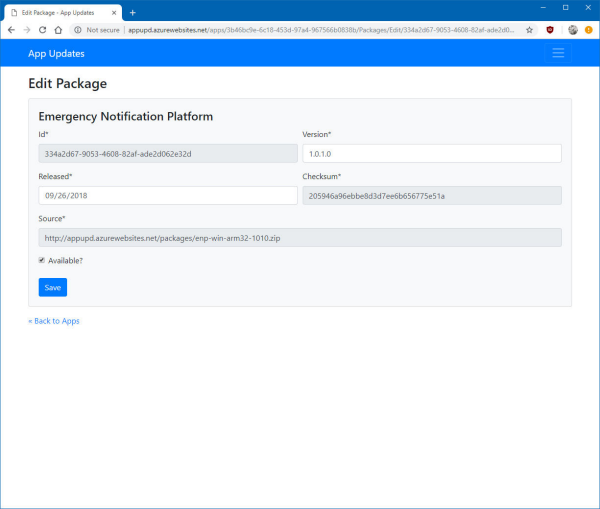 Edit Package - App Updates
Not secure | appupd.azurewebsites.net/apps/3b46bc9e-6c18-453d-97a4-967566b0838b/Packages/Edit/334a2d67-9053-4608-82af-ade2d0...
App Updates
Edit Package
Emergency Notification Platform
Id* Version*
334a2d67-9053-4608-82af-ade2d062e32d 1.0.1.0
Released* Checksum*
09/26/2018 205946a96ebbe8d3d7ee6b656775e51a
Source*
http://appupd.azurewebsites.net/packages/enp-win-arm32-1010.zip
Available?
Save
« Back to Apps